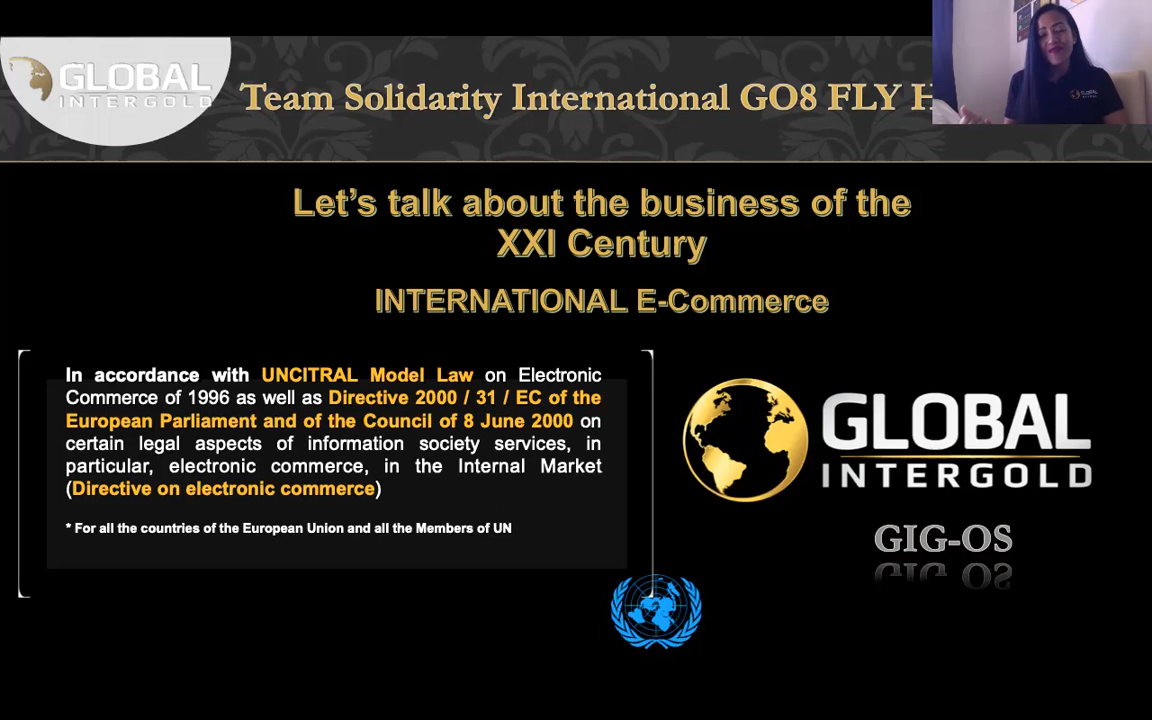 GLOBAL
INTERGOLD
Team Solidarity International GO8 FLY H
Let's talk about the business of the
XXI Century
INTERNATIONAL E-Commerce
In accordance with UNCITRAL Model Law on Electronic
Commerce of 1996 as well as Directive 2000 / 31 / EC of the
European Parliament and of the Council of 8 June 2000 on
certain legal aspects of information society services, in
particular, electronic commerce, in the Internal Market
(Directive on electronic commerce)
* For all the countries of the European Union and all the Members of UN
GLOBAL
INTERGOLD
GIG-OS